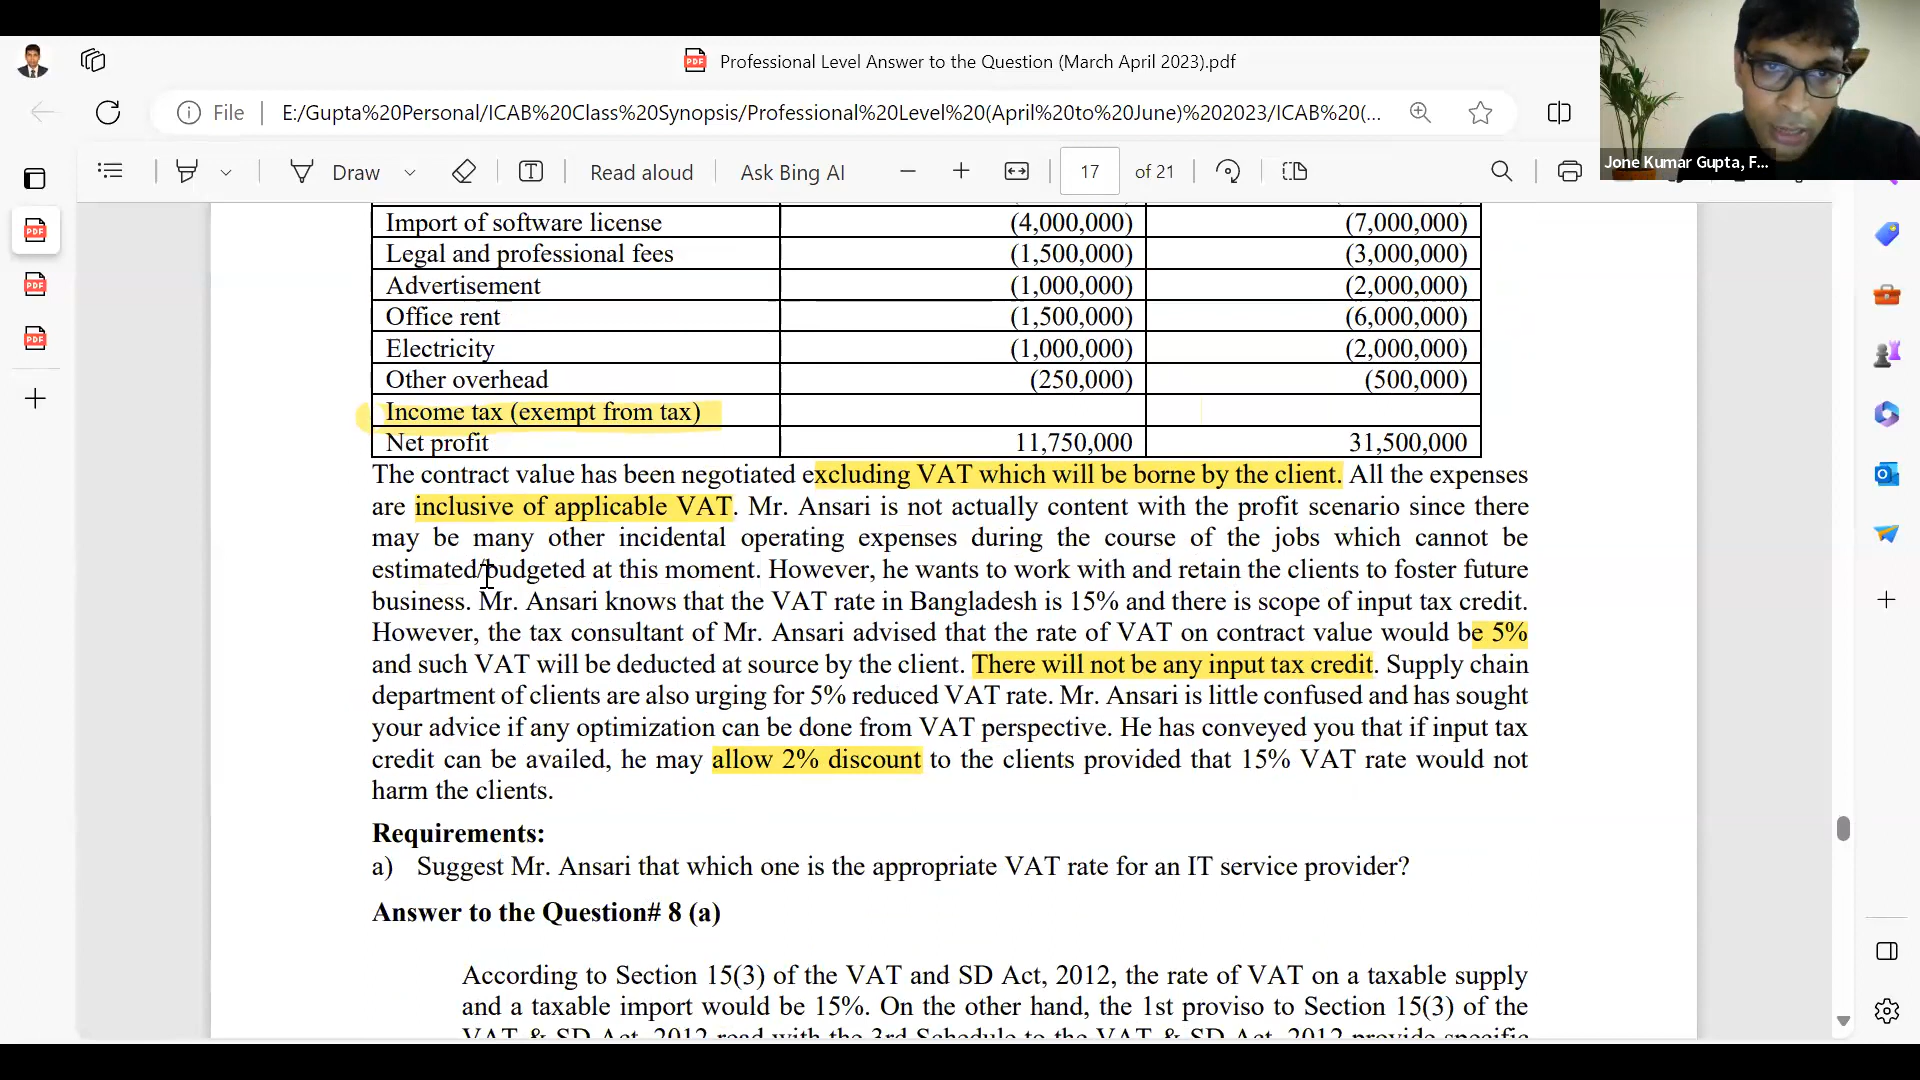 Professional Level Answer to the Question (March April 2023).pdf
File E:/Gupta%20Personal/ICAB%20Class%20Synopsis/Professional%20Level%20(April%20to%20June)%202023/ICAB%20(...
Draw Read aloud Ask Bing AI 17 of 21
Jone Kumar Gupta, F...
Import of software license (4,000,000) (7,000,000)
Legal and professional fees (1,500,000) (3,000,000)
Advertisement (1,000,000) (2,000,000)
Office rent (1,500,000) (6,000,000)
Electricity (1,000,000) (2,000,000)
Other overhead (250,000) (500,000)
Income tax (exempt from tax)
Net profit 11,750,000 31,500,000
The contract value has been negotiated excluding VAT which will be borne by the client. All the expenses
are inclusive of applicable VAT. Mr. Ansari is not actually content with the profit scenario since there
may be many other incidental operating expenses during the course of the jobs which cannot be
estimated/budgeted at this moment. However, he wants to work with and retain the clients to foster future
business. Mr. Ansari knows that the VAT rate in Bangladesh is 15% and there is scope of input tax credit.
However, the tax consultant of Mr. Ansari advised that the rate of VAT on contract value would be 5%
and such VAT will be deducted at source by the client. There will not be any input tax credit. Supply chain
department of clients are also urging for 5% reduced VAT rate. Mr. Ansari is little confused and has sought
your advice if any optimization can be done from VAT perspective. He has conveyed you that if input tax
credit can be availed, he may allow 2% discount to the clients provided that 15% VAT rate would not
harm the clients.
Requirements:
a) Suggest Mr. Ansari that which one is the appropriate VAT rate for an IT service provider?
Answer to the Question# 8 (a)
According to Section 15(3) of the VAT and SD Act, 2012, the rate of VAT on a taxable supply
and a taxable import would be 15%. On the other hand, the 1st proviso to Section 15(3) of the
VAT & SD Act, 2012 read with the 3rd Schedule to the VAT & SD Act, 2012 provide specific